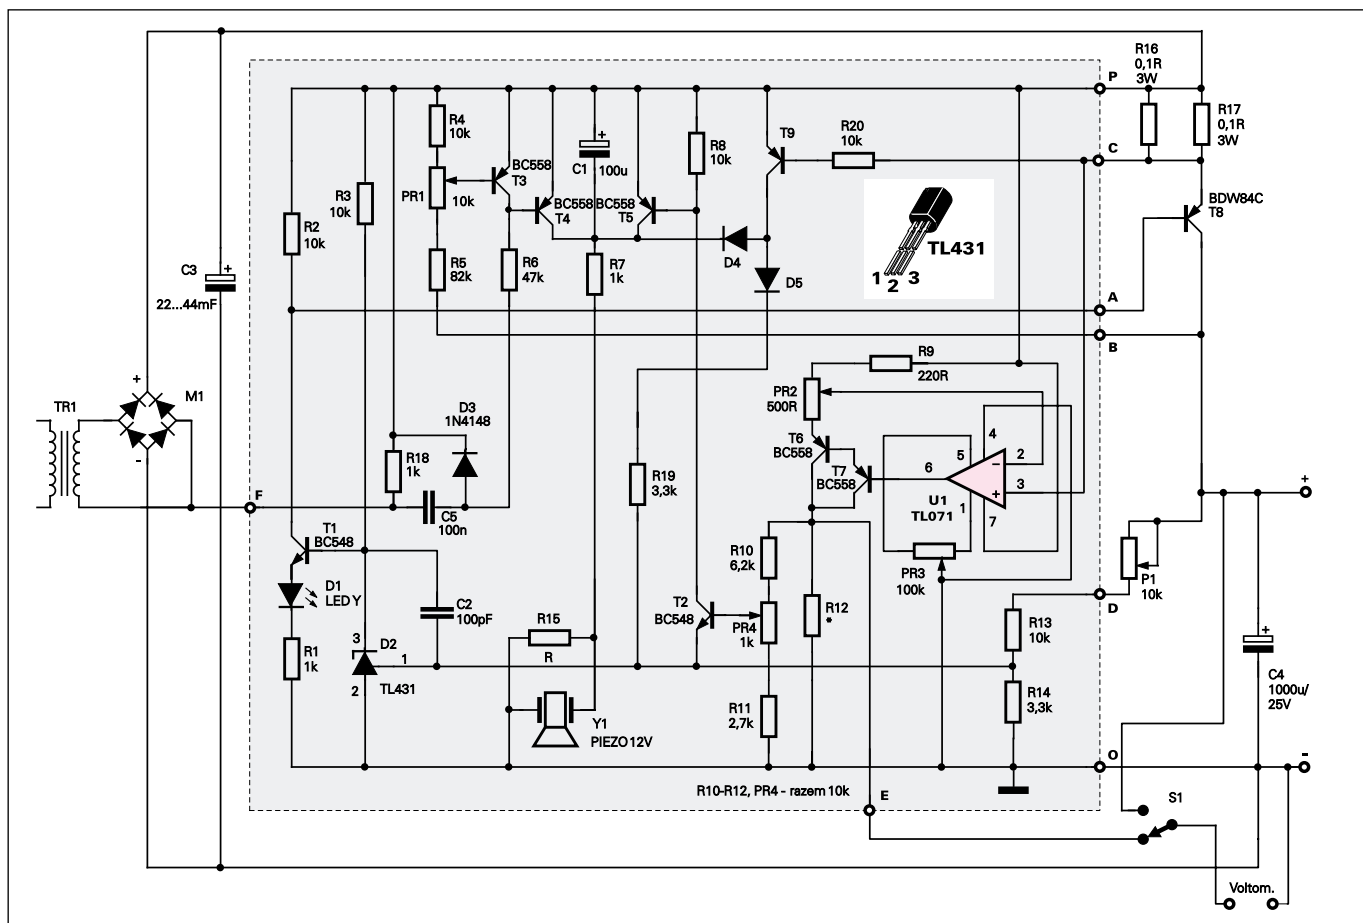 R16
0,1R
3W
P
R17
0,1R
3W
R4
10k
T9
R20
10k
C
R8
10k
BC558
T3
C1
100u
R3
10k
PR1
10k
BC558
T4
BC558
T5
BDW84C
T8
R2
10k
TL431
1
2
3
R5
82k
R6
47k
R7
1k
D4
D5
C3
22...44mF
A
B
R9
220R
PR2
500R
M1
+
-
TR1
D3
1N4148
T6
BC558
4
5
2
T7
BC558
6
3
U1
TL071
1
7
R18
1k
R19
3,3k
F
C5
100n
+
T1
BC548
R10
6,2k
PR3
100k
P1
10k
D1
LED Y
C2
100pF
T2
BC548
PR4
1k
R12
*
D
R13
10k
R15
R
3
D2
1
2
TL431
R1
1k
R14
3,3k
C4
1000u/
25V
R11
2,7k
Y1
PIEZO 12V
O
-
R10-R12, PR4 - razem 10k
E
S1
Voltom.